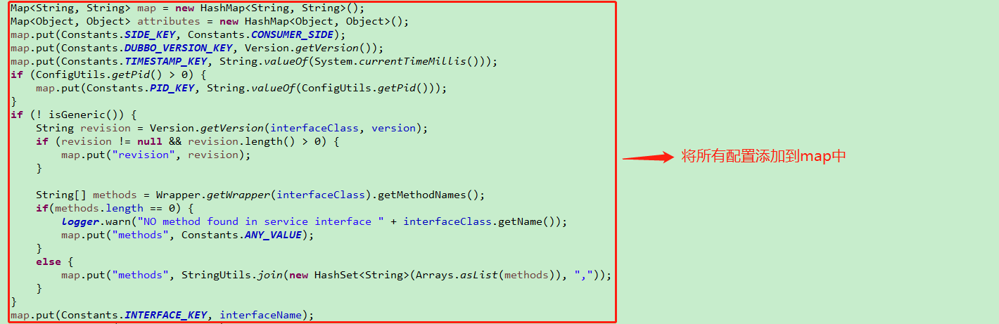 Map<String, String> map = new HashMap<String, String>();
Map<Object, Object> attributes = new HashMap<Object, Object>();
map.put(Constants.SIDE_KEY, Constants.CONSUMER_SIDE);
map.put(Constants.DUBBO_VERSION_KEY, Version.getVersion());
map.put(Constants.TIMESTAMP_KEY, String.valueOf(System.currentTimeMillis()));
if (ConfigUtils.getPid() > 0) {
    map.put(Constants.PID_KEY, String.valueOf(ConfigUtils.getPid()));
}
if (! isGeneric()) {
    String revision = Version.getVersion(interfaceClass, version);
    if (revision != null && revision.length() > 0) {
        map.put("revision", revision);
    }
    String[] methods = Wrapper.getWrapper(interfaceClass).getMethodNames();
    if(methods.length == 0) {
        logger.warn("NO method found in service interface " + interfaceClass.getName());
        map.put("methods", Constants.ANY_VALUE);
    }
    else {
        map.put("methods", StringUtils.join(new HashSet<String>(Arrays.asList(methods)), ","));
    }
}
map.put(Constants.INTERFACE_KEY, interfaceName);
将所有配置添加到map中